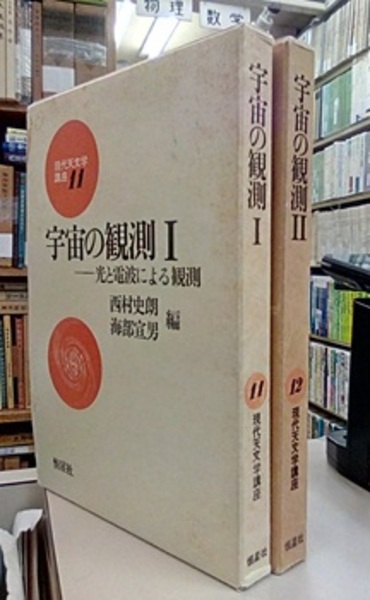 物理
数学
現代天文学
講座 11
宇宙の観測 I
──光と電波による観測
西村史朗
海部宣男
編
恒星社
宇宙の観測 I
11
現代天文学講座
恒星社
宇宙の観測 II
12
現代天文学講座
恒星社